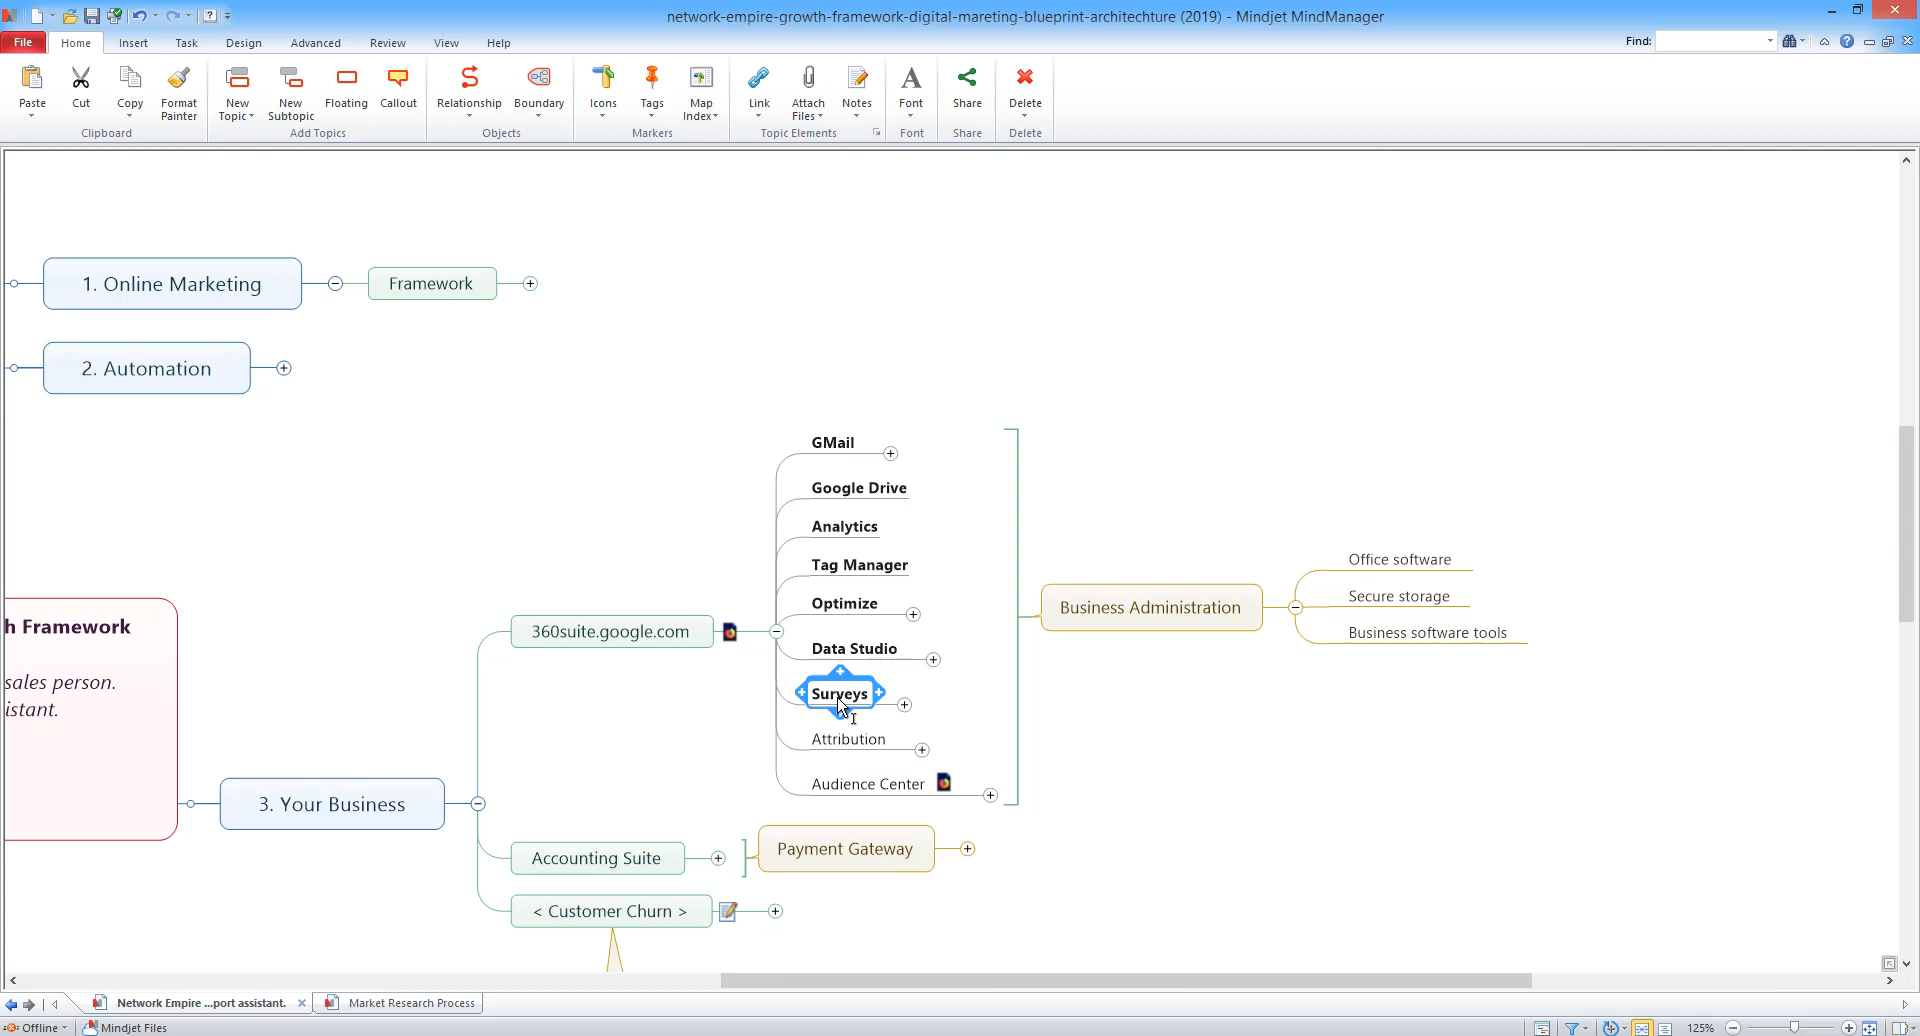 network-empire-growth-framework-digital-mareting-blueprint-architechture (2019) - Mindjet MindManager
File Home Insert Task Design Advanced Review View Help Find:
Paste Cut Copy Format Painter New Topic New Subtopic Floating Callout Relationship Boundary Icons Tags Map Index Link Attach Files Notes Font Share Delete
Clipboard Add Topics Objects Markers Topic Elements Font Share Delete
1. Online Marketing
Framework
2. Automation
GMail
Google Drive
Analytics
Tag Manager
Optimize
Data Studio
Surveys
Attribution
Audience Center
360suite.google.com
Business Administration
Office software
Secure storage
Business software tools
h Framework
sales person.
istant.
3. Your Business
Accounting Suite
Payment Gateway
< Customer Churn >
Network Empire ...port assistant. Market Research Process
Offline Mindjet Files 125%